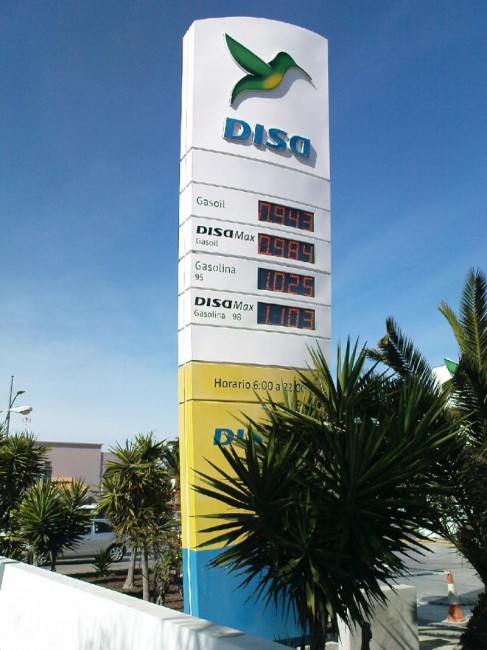 DISA
Gasoil 0.943
DISA Max
Gasoil 0.984
Gasolina
95 1.025
DISA Max
Gasolina 98 1.103
Horario 6:00 a 22:00
DISA